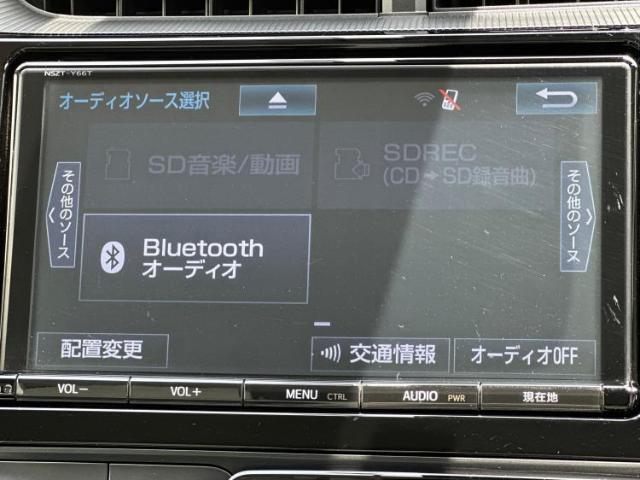 NSZT-Y66T
オーディオソース選択
SD音楽/動画
SDREC
(CD→SD録音曲)
その他のソース
その他のソース
Bluetooth
オーディオ
配置変更
交通情報
オーディオOFF
VOL−
VOL+
MENU CTRL
AUDIO PWR
現在地